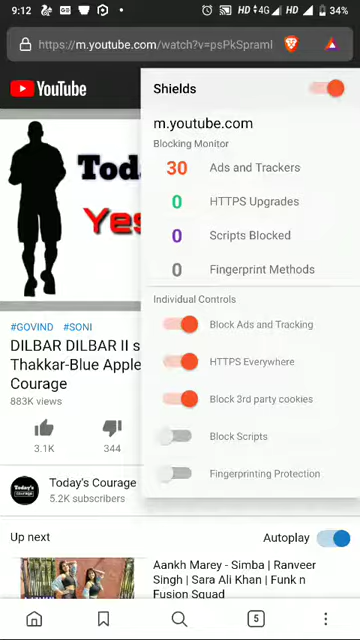 9:12
HD 4G
HD
34%
https://m.youtube.com/watch?v=psPkSpramI
YouTube
Shields
m.youtube.com
Blocking Monitor
30 Ads and Trackers
0 HTTPS Upgrades
0 Scripts Blocked
0 Fingerprint Methods
Individual Controls
Block Ads and Tracking
HTTPS Everywhere
Block 3rd party cookies
Block Scripts
Fingerprinting Protection
Tod
Yes
#GOVIND #SONI
DILBAR DILBAR II s
Thakkar-Blue Apple
Courage
883K views
3.1K
344
Today's
Today's Courage
5.2K subscribers
Up next
Autoplay
Aankh Marey - Simba | Ranveer
Singh | Sara Ali Khan | Funk n
Fusion Squad
5